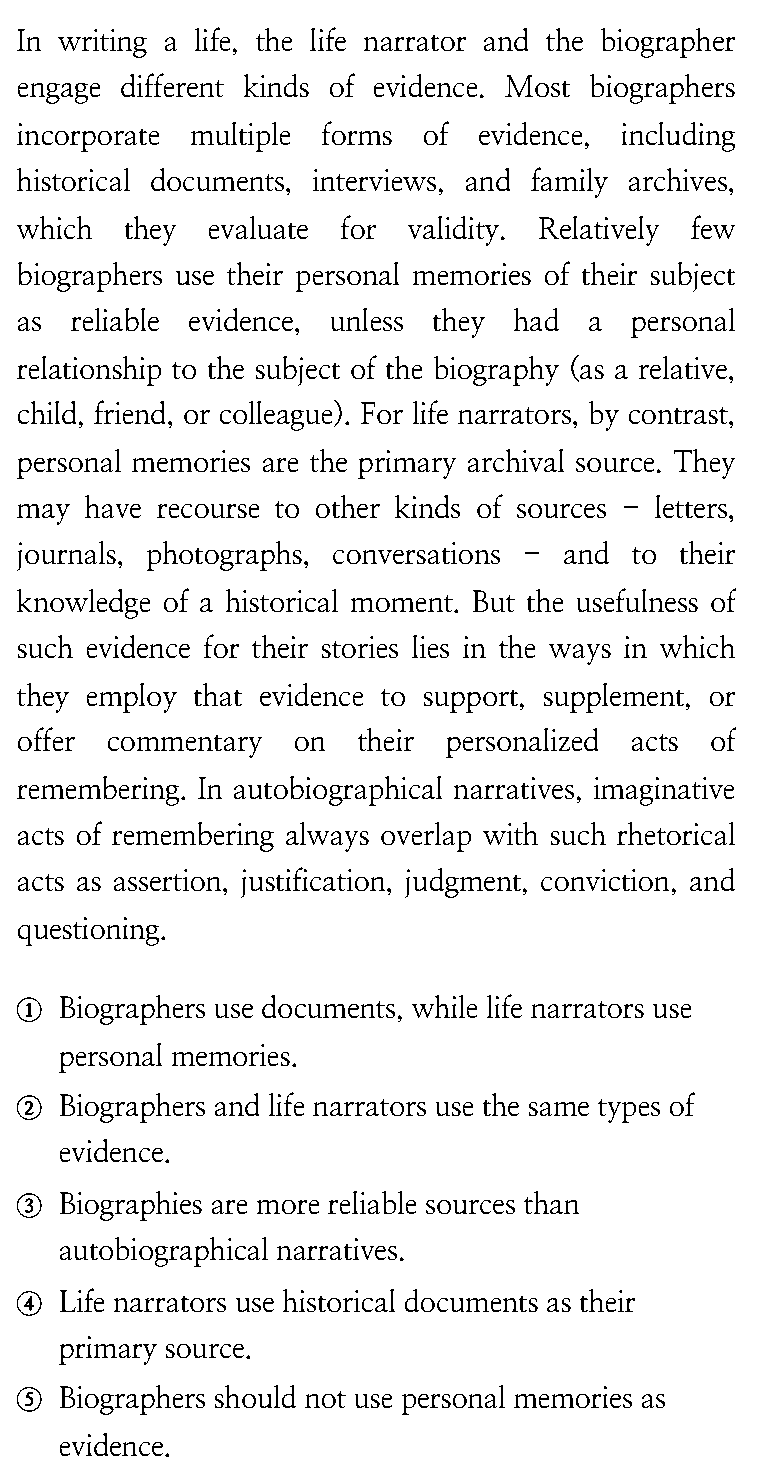 In writing a life, the life narrator and the biographer
engage different kinds of evidence. Most biographers
incorporate multiple forms of evidence, including
historical documents, interviews, and family archives,
which they evaluate for validity. Relatively few
biographers use their personal memories of their subject
as reliable evidence, unless they had a personal
relationship to the subject of the biography (as a relative,
child, friend, or colleague). For life narrators, by contrast,
personal memories are the primary archival source. They
may have recourse to other kinds of sources – letters,
journals, photographs, conversations – and to their
knowledge of a historical moment. But the usefulness of
such evidence for their stories lies in the ways in which
they employ that evidence to support, supplement, or
offer commentary on their personalized acts of
remembering. In autobiographical narratives, imaginative
acts of remembering always overlap with such rhetorical
acts as assertion, justification, judgment, conviction, and
questioning.
① Biographers use documents, while life narrators use
personal memories.
② Biographers and life narrators use the same types of
evidence.
③ Biographies are more reliable sources than
autobiographical narratives.
④ Life narrators use historical documents as their
primary source.
⑤ Biographers should not use personal memories as
evidence.